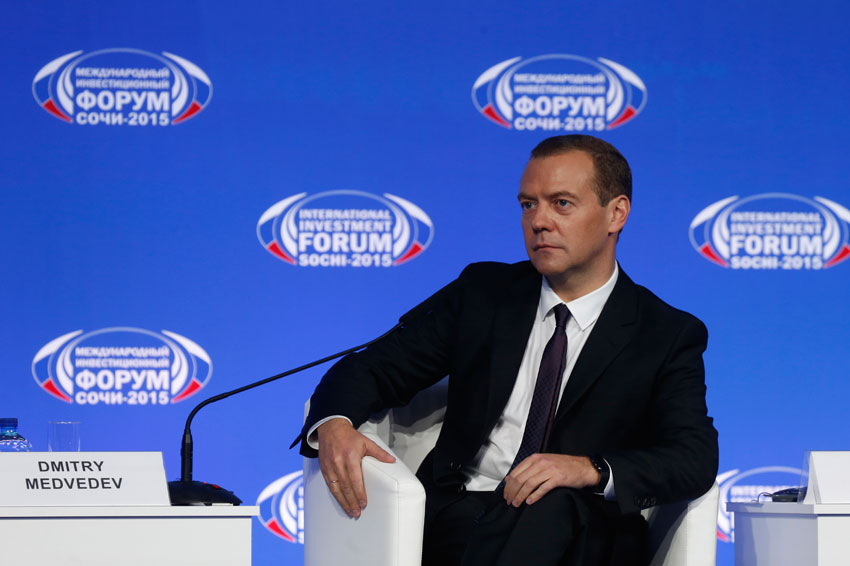 МЕЖДУНАРОДНЫЙ
ИНВЕСТИЦИОННЫЙ
ФОРУМ
СОЧИ-2015
МЕЖДУНАРОДНЫЙ
ИНВЕСТИЦИОННЫЙ
ФОРУМ
СОЧИ-2015
INTERNATIONAL
INVESTMENT
FORUM
SOCHI-2015
INTERNATIONAL
INVESTMENT
FORUM
SOCHI-2015
МЕЖДУНАРОДНЫЙ
ИНВЕСТИЦИОННЫЙ
ФОРУМ
СОЧИ-2015
DMITRY
MEDVEDEV